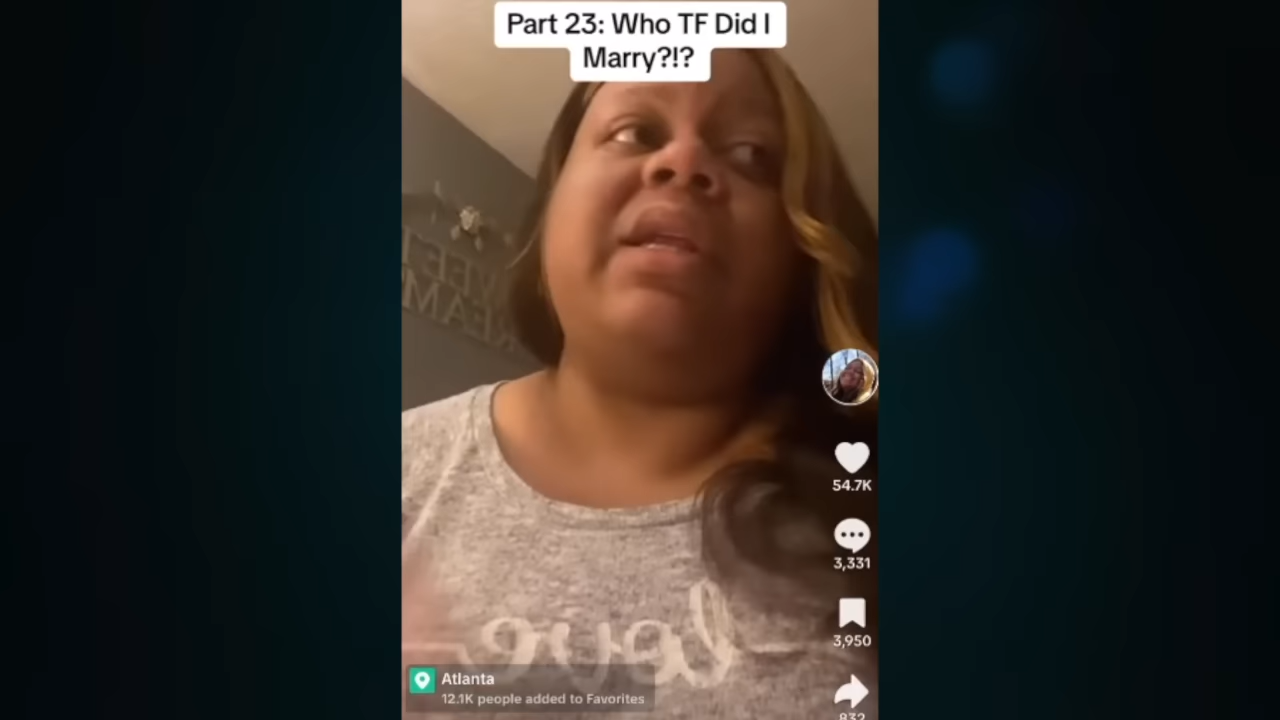 Part 23: Who TF Did I
Marry?!?
54.7K
3,331
3,950
Atlanta
12.1K people added to Favorites
832